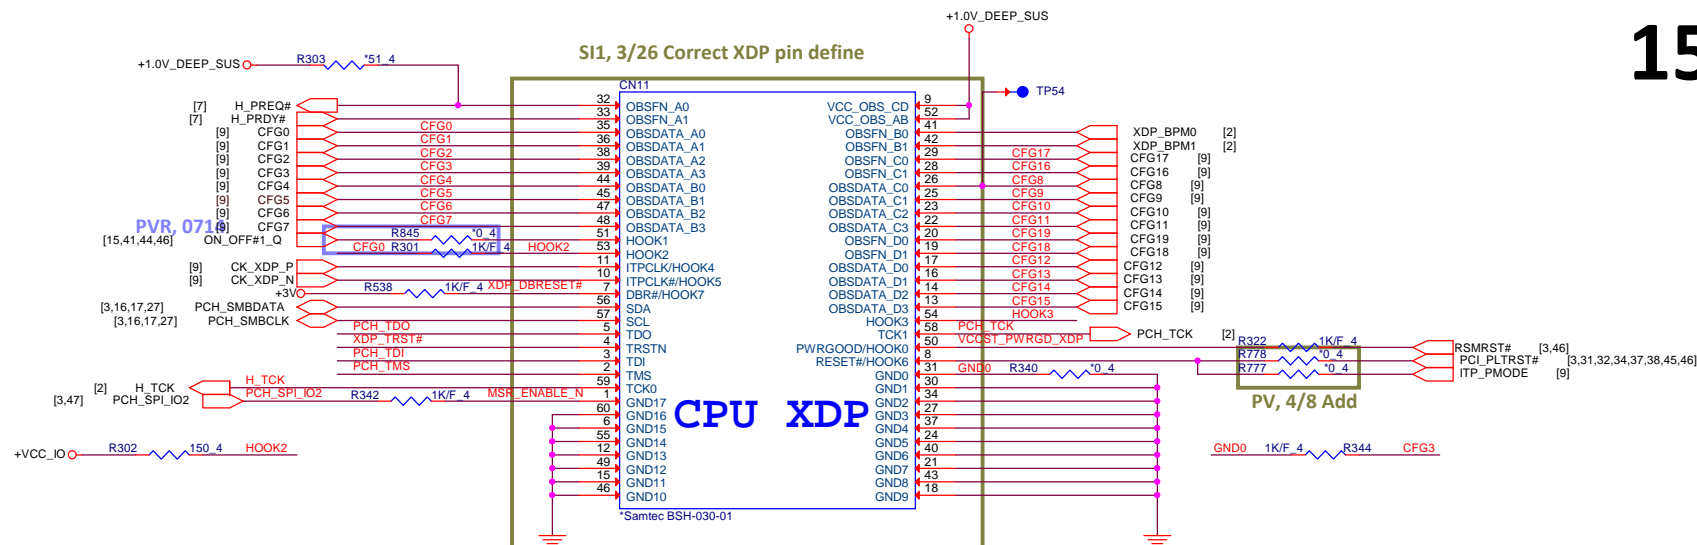 +1.0V_DEEP_SUS
15
SI1, 3/26 Correct XDP pin define
+1.0V_DEEP_SUS R303 *51_4
CN11
TP54
[7] H_PREQ# 32 OBSFN_A0
[7] H_PRDY# 33 OBSFN_A1
[9] CFG0 CFG0 35 OBSDATA_A0
[9] CFG1 CFG1 36 OBSDATA_A1
[9] CFG2 CFG2 38 OBSDATA_A2
[9] CFG3 CFG3 39 OBSDATA_A3
[9] CFG4 CFG4 44 OBSDATA_B0
[9] CFG5 CFG5 45 OBSDATA_B1
[9] CFG6 CFG6 47 OBSDATA_B2
[9] CFG7 CFG7 48 OBSDATA_B3
PVR, 0714
[15,41,44,46] ON_OFF#1_Q R845 *0_4 51 HOOK1
CFG0 R301 1K/F_4 HOOK2 53 HOOK2
[9] CK_XDP_P 11 ITPCLK/HOOK4
[9] CK_XDP_N 10 ITPCLK#/HOOK5
+3V R538 1K/F_4 XDP_DBRESET# 7 DBR#/HOOK7
[3,16,17,27] PCH_SMBDATA 56 SDA
[3,16,17,27] PCH_SMBCLK 57 SCL
PCH_TDO 5 TDO
XDP_TRST# 4 TRSTN
PCH_TDI 3 TDI
PCH_TMS 2 TMS
[2] H_TCK H_TCK 59 TCK0
[3,47] PCH_SPI_IO2 PCH_SPI_IO2 R342 1K/F_4 MSR_ENABLE_N 1 GND17
60 GND16
6 GND15
55 GND14
12 GND13
49 GND12
15 GND11
46 GND10
+VCC_IO R302 150_4 HOOK2
CPU XDP
*Samtec BSH-030-01
VCC_OBS_CD 9
VCC_OBS_AB 52
OBSFN_B0 41 XDP_BPM0 [2]
OBSFN_B1 42 XDP_BPM1 [2]
OBSFN_C0 29 CFG17 CFG17 [9]
OBSFN_C1 28 CFG16 CFG16 [9]
OBSDATA_C0 26 CFG8 CFG8 [9]
OBSDATA_C1 25 CFG9 CFG9 [9]
OBSDATA_C2 23 CFG10 CFG10 [9]
OBSDATA_C3 22 CFG11 CFG11 [9]
OBSFN_D0 20 CFG19 CFG19 [9]
OBSFN_D1 19 CFG18 CFG18 [9]
OBSDATA_D0 17 CFG12 CFG12 [9]
OBSDATA_D1 16 CFG13 CFG13 [9]
OBSDATA_D2 14 CFG14 CFG14 [9]
OBSDATA_D3 13 CFG15 CFG15 [9]
HOOK3 54 HOOK3
TCK1 58 PCH_TCK PCH_TCK [2]
PWRGOOD/HOOK0 50 VCCST_PWRGD_XDP R322 1K/F_4 RSMRST# [3,46]
RESET#/HOOK6 8 R778 *0_4 PCI_PLTRST# [3,31,32,34,37,38,45,46]
R777 *0_4 ITP_PMODE [9]
GND0 31 GND0 R340 *0_4
GND1 30
GND2 34
GND3 27
GND4 37
GND5 24
GND6 40
GND7 21
GND8 43
GND9 18
PV, 4/8 Add
GND0 1K/F_4 R344 CFG3